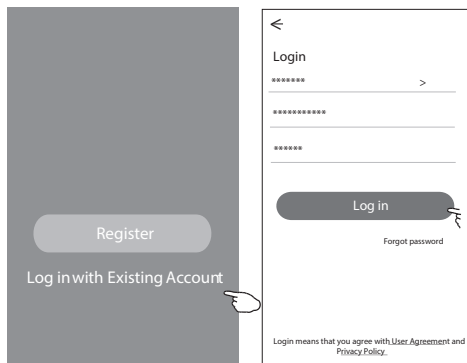 Register
Log in with Existing Account
Login
*******
>
***********
******
Log in
Forgot password
Login means that you agree with User Agreement and
Privacy Policy